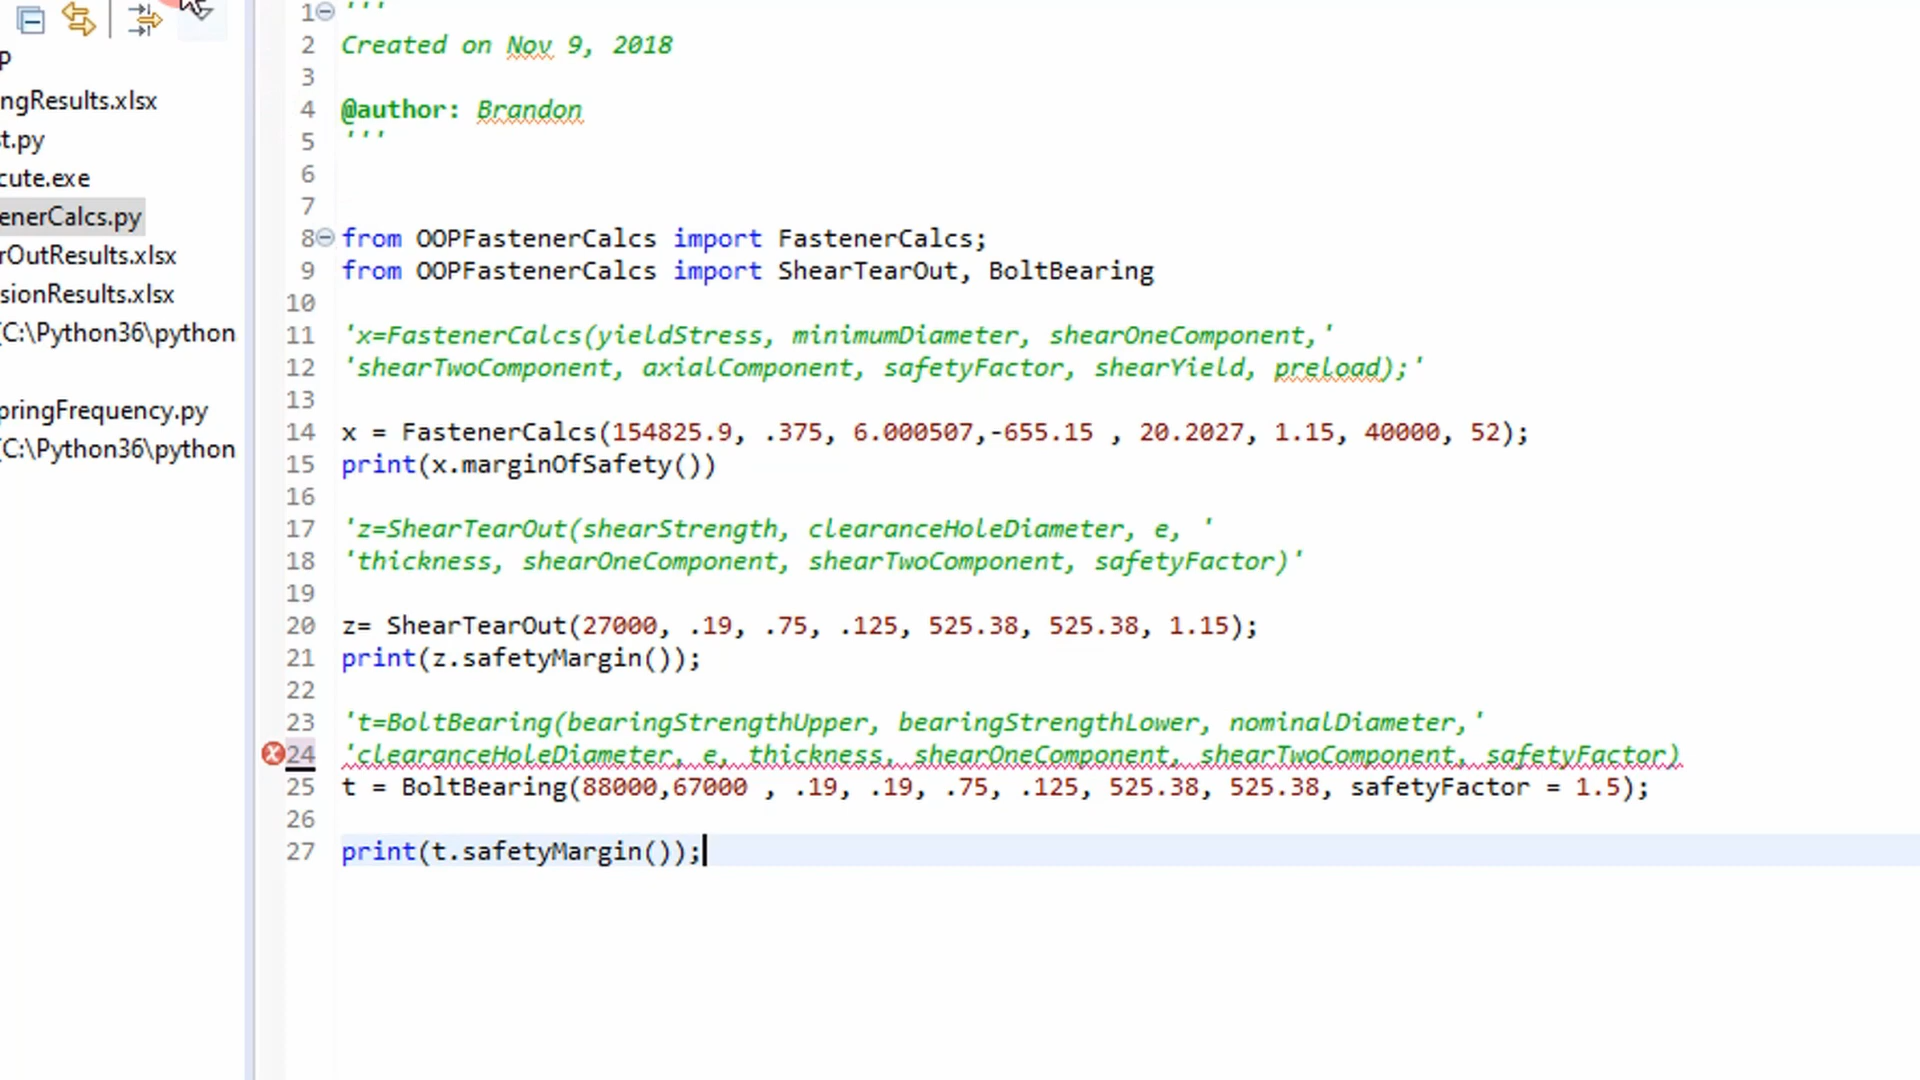 p
ngResults.xlsx
t.py
cute.exe
enerCalcs.py
rOutResults.xlsx
sionResults.xlsx
(C:\Python36\python
pringFrequency.py
(C:\Python36\python
1 '''
2 Created on Nov 9, 2018
3
4 @author: Brandon
5 '''
6
7
8 from OOPFastenerCalcs import FastenerCalcs;
9 from OOPFastenerCalcs import ShearTearOut, BoltBearing
10
11 'x=FastenerCalcs(yieldStress, minimumDiameter, shearOneComponent,'
12 'shearTwoComponent, axialComponent, safetyFactor, shearYield, preload);'
13
14 x = FastenerCalcs(154825.9, .375, 6.000507,-655.15 , 20.2027, 1.15, 40000, 52);
15 print(x.marginOfSafety())
16
17 'z=ShearTearOut(shearStrength, clearanceHoleDiameter, e, '
18 'thickness, shearOneComponent, shearTwoComponent, safetyFactor)'
19
20 z= ShearTearOut(27000, .19, .75, .125, 525.38, 525.38, 1.15);
21 print(z.safetyMargin());
22
23 't=BoltBearing(bearingStrengthUpper, bearingStrengthLower, nominalDiameter,'
24 'clearanceHoleDiameter, e, thickness, shearOneComponent, shearTwoComponent, safetyFactor)
25 t = BoltBearing(88000,67000 , .19, .19, .75, .125, 525.38, 525.38, safetyFactor = 1.5);
26
27 print(t.safetyMargin());